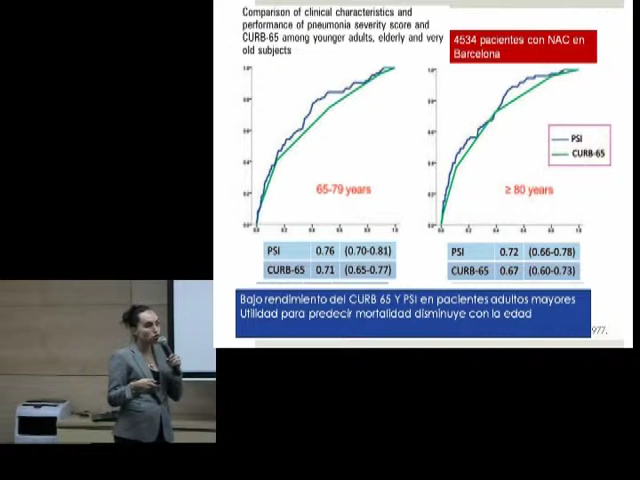 Comparison of clinical characteristics and
performance of pneumonia severity score and
CURB-65 among younger adults, elderly and very
old subjects
4534 pacientes con NAC en
Barcelona
PSI
CURB-65
65-79 years
≥ 80 years
PSI 0.76 (0.70-0.81)
CURB-65 0.71 (0.65-0.77)
PSI 0.72 (0.66-0.78)
CURB-65 0.67 (0.60-0.73)
Bajo rendimiento del CURB 65 Y PSI en pacientes adultos mayores
Utilidad para predecir mortalidad disminuye con la edad
977.